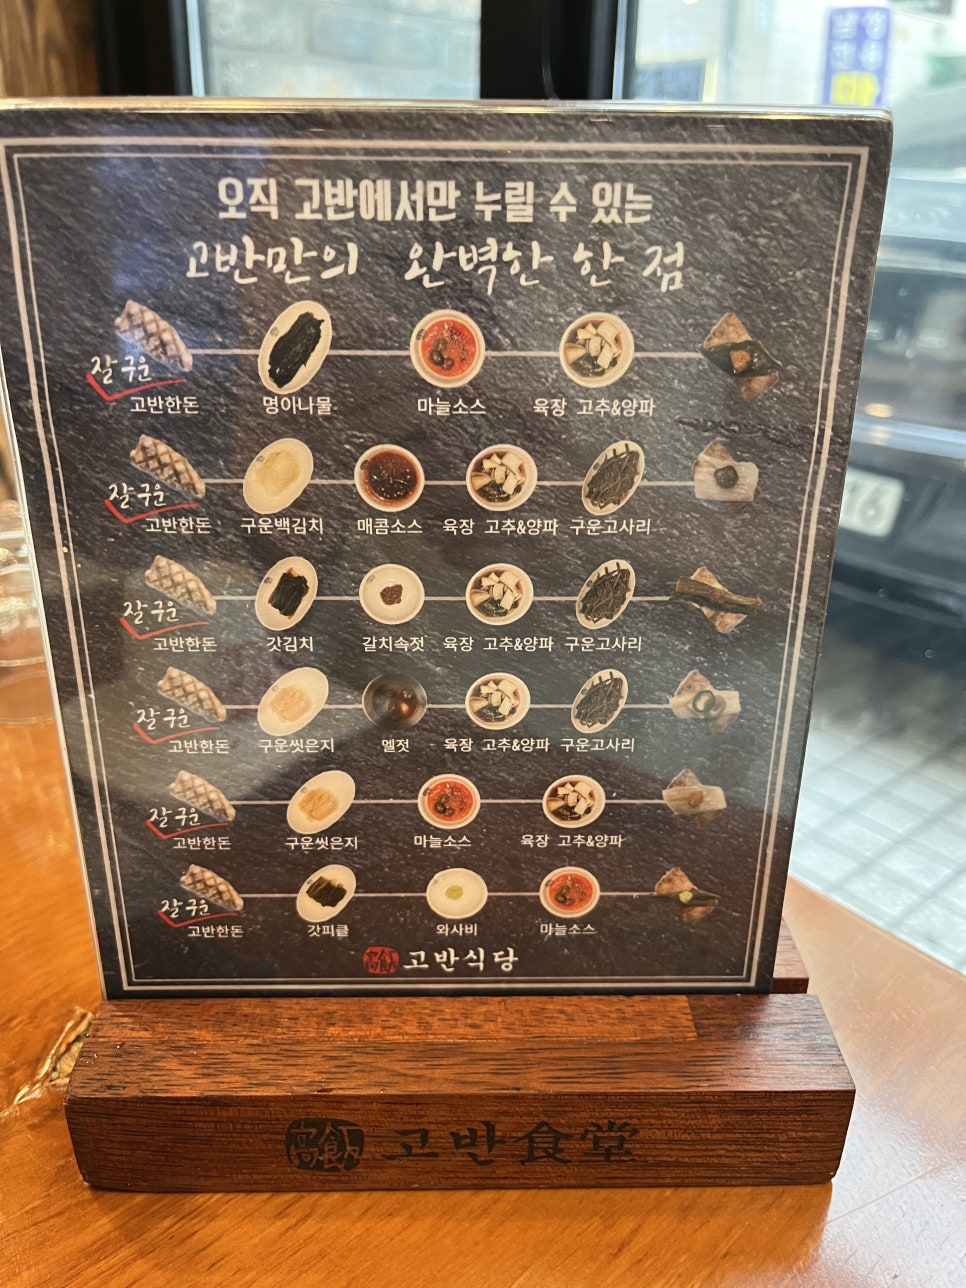 오직 고반에서만 누릴 수 있는
고반만의 완벽한 한 점
잘 구운
고반한돈 명이나물 마늘소스 육장 고추&양파
잘 구운
고반한돈 구운백김치 매콤소스 육장 고추&양파 구운고사리
잘 구운
고반한돈 갓김치 갈치속젓 육장 고추&양파 구운고사리
잘 구운
고반한돈 구운씻은지 멜젓 육장 고추&양파 구운고사리
잘 구운
고반한돈 구운씻은지 마늘소스 육장 고추&양파
잘 구운
고반한돈 갓피클 와사비 마늘소스
고반식당
고반食堂